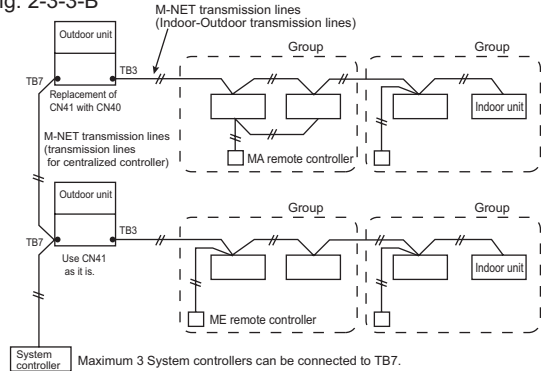 Fig. 2-3-3-B
M-NET transmission lines
(Indoor-Outdoor transmission lines)
Outdoor unit
Group
Group
TB7
TB3
Replacement of
CN41 with CN40
Indoor unit
M-NET transmission lines
(transmission lines
for centralized controller)
MA remote controller
Outdoor unit
Group
Group
TB7
TB3
Use CN41
as it is.
Indoor unit
ME remote controller
System
controller
Maximum 3 System controllers can be connected to TB7.